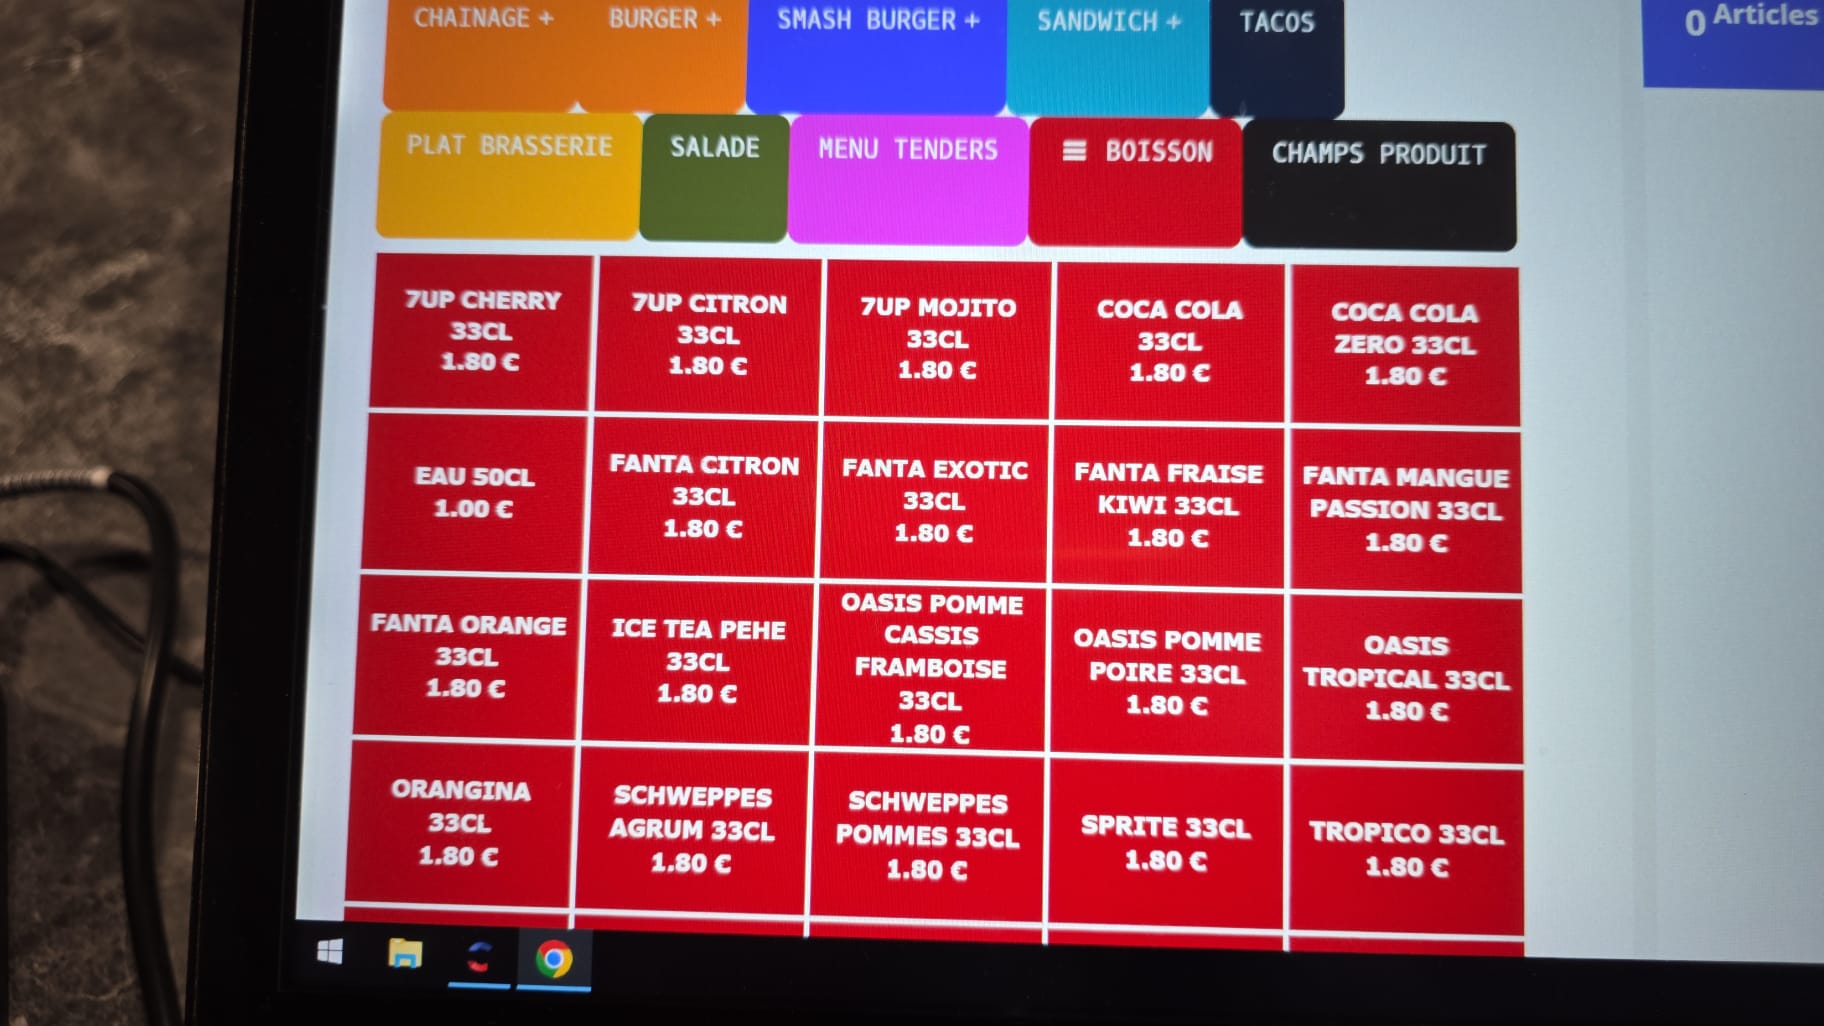 CHAINAGE +
BURGER +
SMASH BURGER +
SANDWICH +
TACOS
0 Articles
PLAT BRASSERIE
SALADE
MENU TENDERS
BOISSON
CHAMPS PRODUIT
7UP CHERRY
33CL
1.80 €
7UP CITRON
33CL
1.80 €
7UP MOJITO
33CL
1.80 €
COCA COLA
33CL
1.80 €
COCA COLA
ZERO 33CL
1.80 €
EAU 50CL
1.00 €
FANTA CITRON
33CL
1.80 €
FANTA EXOTIC
33CL
1.80 €
FANTA FRAISE
KIWI 33CL
1.80 €
FANTA MANGUE
PASSION 33CL
1.80 €
FANTA ORANGE
33CL
1.80 €
ICE TEA PEHE
33CL
1.80 €
OASIS POMME
CASSIS
FRAMBOISE
33CL
1.80 €
OASIS POMME
POIRE 33CL
1.80 €
OASIS
TROPICAL 33CL
1.80 €
ORANGINA
33CL
1.80 €
SCHWEPPES
AGRUM 33CL
1.80 €
SCHWEPPES
POMMES 33CL
1.80 €
SPRITE 33CL
1.80 €
TROPICO 33CL
1.80 €